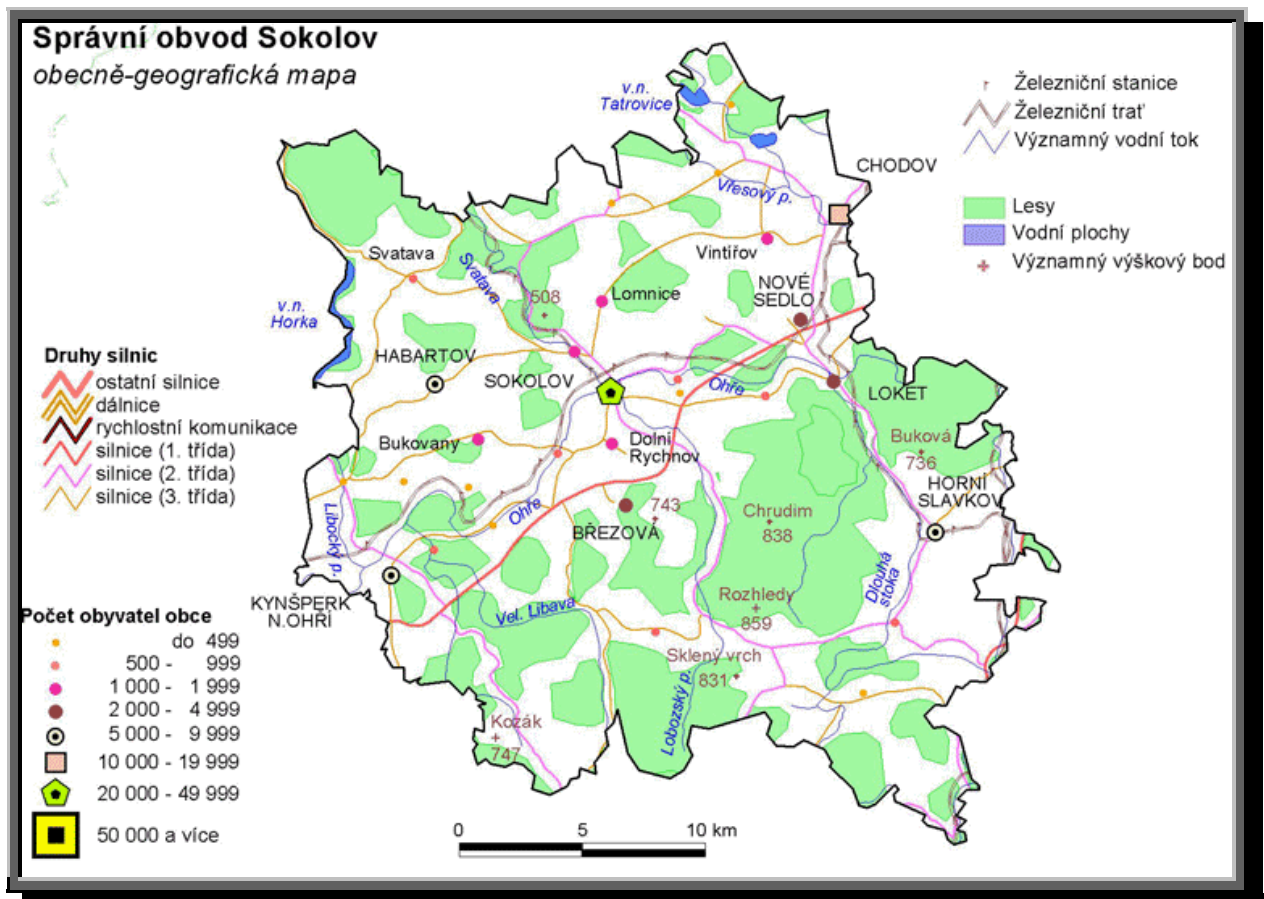 Správní obvod Sokolov
obecně-geografická mapa
v.n.
Tatrovice
Železniční stanice
Železniční trať
Významný vodní tok
CHODOV
Vřesový p.
Lesy
Vodní plochy
Významný výškový bod
Svatava
Svatava
Vintířov
NOVÉ
SEDLO
Lomnice
508
v.n.
Horka
Druhy silnic
ostatní silnice
dálnice
rychlostní komunikace
silnice (1. třída)
silnice (2. třída)
silnice (3. třída)
HABARTOV
SOKOLOV
Ohře
LOKET
Bukovany
Dolní
Rychnov
Buková
736
HORNÍ
SLAVKOV
Libocký p.
Ohře
BŘEZOVÁ
743
Chrudim
838
Dlouhá
stoka
KYNŠPERK
N.OHŘÍ
Vel. Libava
Rozhledy
859
Sklený vrch
831
Lobozský p.
Kozák
747
Počet obyvatel obce
do 499
500 - 999
1 000 - 1 999
2 000 - 4 999
5 000 - 9 999
10 000 - 19 999
20 000 - 49 999
50 000 a více
0 5 10 km